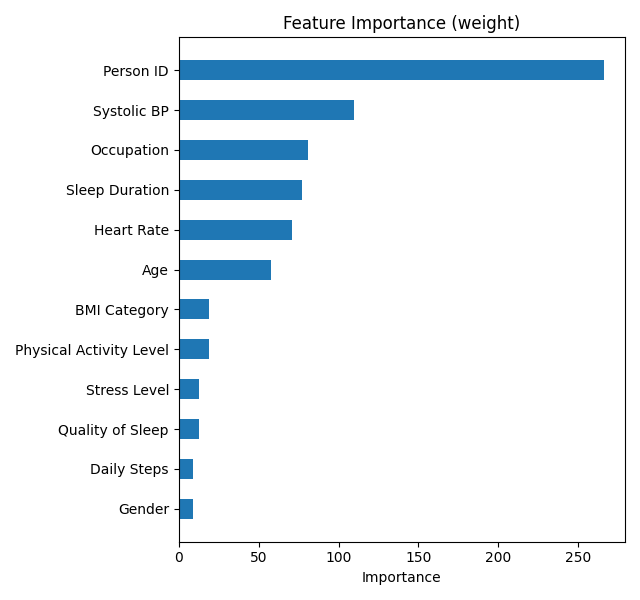 Feature Importance (weight)
Person ID
Systolic BP
Occupation
Sleep Duration
Heart Rate
Age
BMI Category
Physical Activity Level
Stress Level
Quality of Sleep
Daily Steps
Gender
0 50 100 150 200 250
Importance